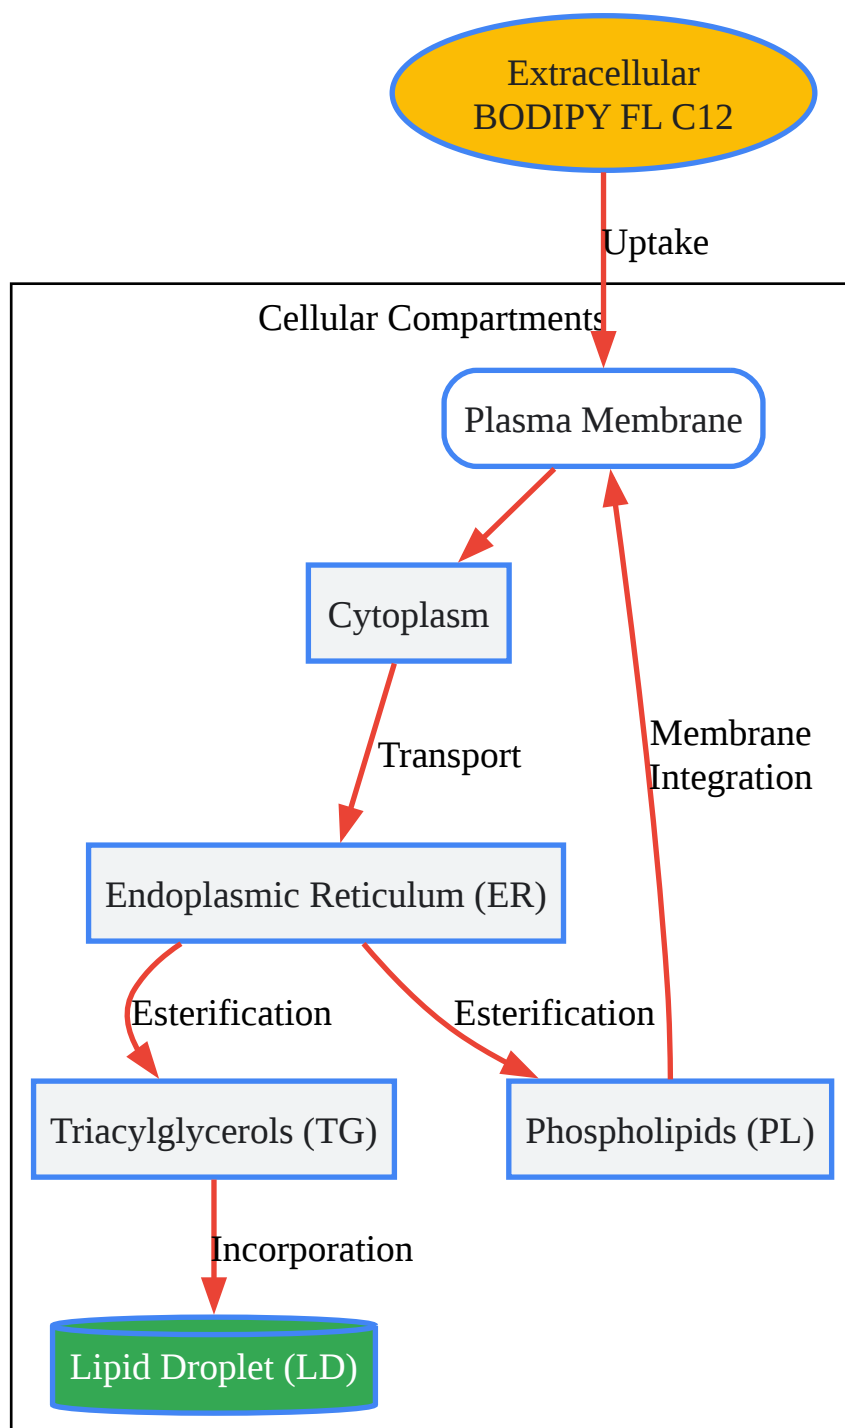 Extracellular
BODIPY FL C12
Uptake
Cellular Compartments
Plasma Membrane
Cytoplasm
Transport
Membrane
Integration
Endoplasmic Reticulum (ER)
Esterification
Esterification
Triacylglycerols (TG)
Phospholipids (PL)
Incorporation
Lipid Droplet (LD)